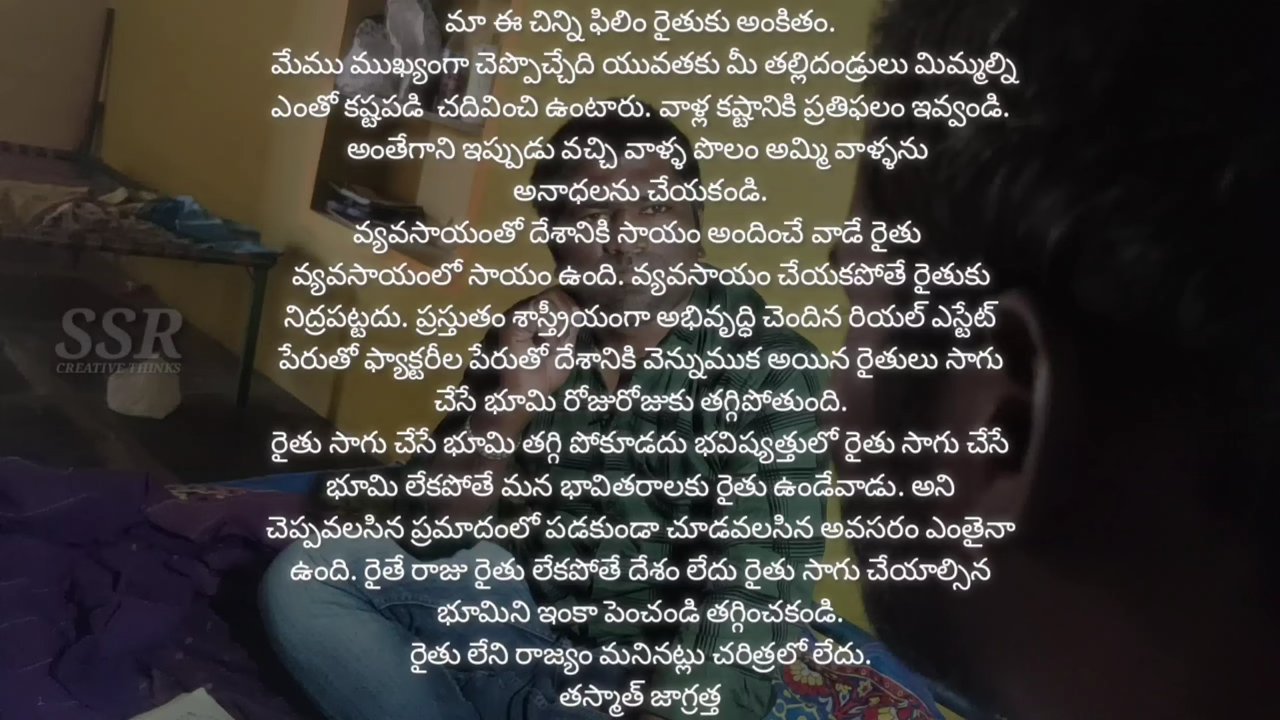 మా ఈ చిన్ని ఫిలిం రైతుకు అంకితం.
మేము ముఖ్యంగా చెప్పొచ్చేది యువతకు మీ తల్లిదండ్రులు మిమ్మల్ని
ఎంతో కష్టపడి చదివించి ఉంటారు. వాళ్ల కష్టానికి ప్రతిఫలం ఇవ్వండి.
అంతేగాని ఇప్పుడు వచ్చి వాళ్ళ పొలం అమ్మి వాళ్ళను
అనాధలను చేయకండి.
వ్యవసాయంతో దేశానికి సాయం అందించే వాడే రైతు
వ్యవసాయంలో సాయం ఉంది. వ్యవసాయం చేయకపోతే రైతుకు
నిద్రపట్టదు. ప్రస్తుతం శాస్త్రీయంగా అభివృద్ధి చెందిన రియల్ ఎస్టేట్
పేరుతో ఫ్యాక్టరీల పేరుతో దేశానికి వెన్నుముక అయిన రైతులు సాగు
చేసే భూమి రోజురోజుకు తగ్గిపోతుంది.
రైతు సాగు చేసే భూమి తగ్గి పోకూడదు భవిష్యత్తులో రైతు సాగు చేసే
భూమి లేకపోతే మన భావితరాలకు రైతు ఉండేవాడు. అని
చెప్పవలసిన ప్రమాదంలో పడకుండా చూడవలసిన అవసరం ఎంతైనా
ఉంది. రైతే రాజు రైతు లేకపోతే దేశం లేదు రైతు సాగు చేయాల్సిన
భూమిని ఇంకా పెంచండి తగ్గించకండి.
రైతు లేని రాజ్యం మనినట్లు చరిత్రలో లేదు.
తస్మాత్ జాగ్రత్త
SSR
CREATIVE THINKS